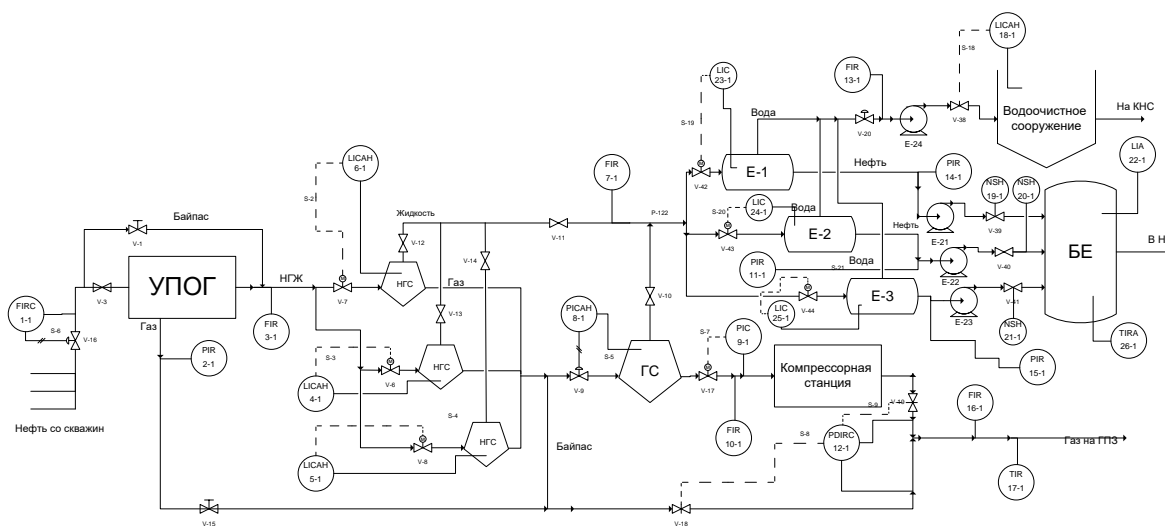 LICAH
18-1
S-18
FIR
13-1
LIC
23-1
Вода
Водоочистное
сооружение
На КНС
V-38
V-20
E-24
S-19
LIA
22-1
Нефть
PIR
14-1
NSH
19-1
NSH
20-1
E-1
V-42
LICAH
6-1
FIR
7-1
S-2
Байпас
V-1
Жидкость
V-12
V-11
P-122
LIC
24-1
S-20
Вода
E-2
V-43
Нефть
E-21
V-39
БЕ
В Н
УПОГ
V-3
НГЖ
V-7
НГС
Газ
V-14
V-10
PIR
11-1
S-21
Вода
E-22
V-40
E-3
V-44
LIC
25-1
E-23
V-41
NSH
21-1
TIRA
26-1
PIR
15-1
FIRC
1-1
S-6
V-16
FIR
3-1
Газ
PIR
2-1
V-13
PICAH
8-1
S-5
S-7
PIC
9-1
S-3
НГС
V-6
LICAH
4-1
V-9
ГС
V-17
Компрессорная
станция
FIR
10-1
S-9
V-19
FIR
16-1
Нефть со скважин
S-4
НГС
V-8
LICAH
5-1
Байпас
S-8
PDIRC
12-1
Газ на ГПЗ
TIR
17-1
V-15
V-18